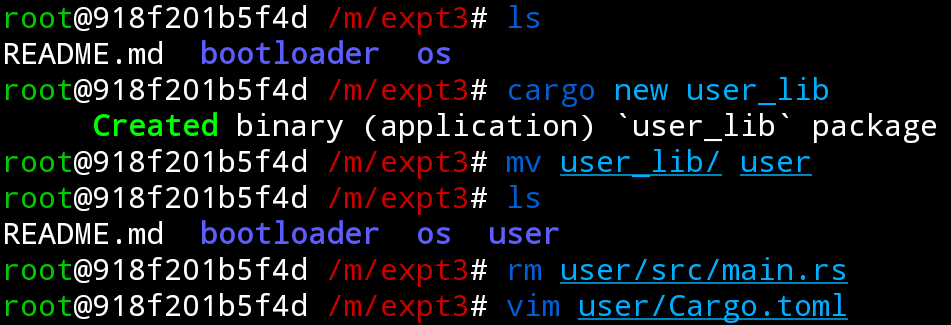 root@918f201b5f4d /m/expt3# ls
README.md  bootloader  os
root@918f201b5f4d /m/expt3# cargo new user_lib
     Created binary (application) `user_lib` package
root@918f201b5f4d /m/expt3# mv user_lib/ user
root@918f201b5f4d /m/expt3# ls
README.md  bootloader  os  user
root@918f201b5f4d /m/expt3# rm user/src/main.rs
root@918f201b5f4d /m/expt3# vim user/Cargo.toml